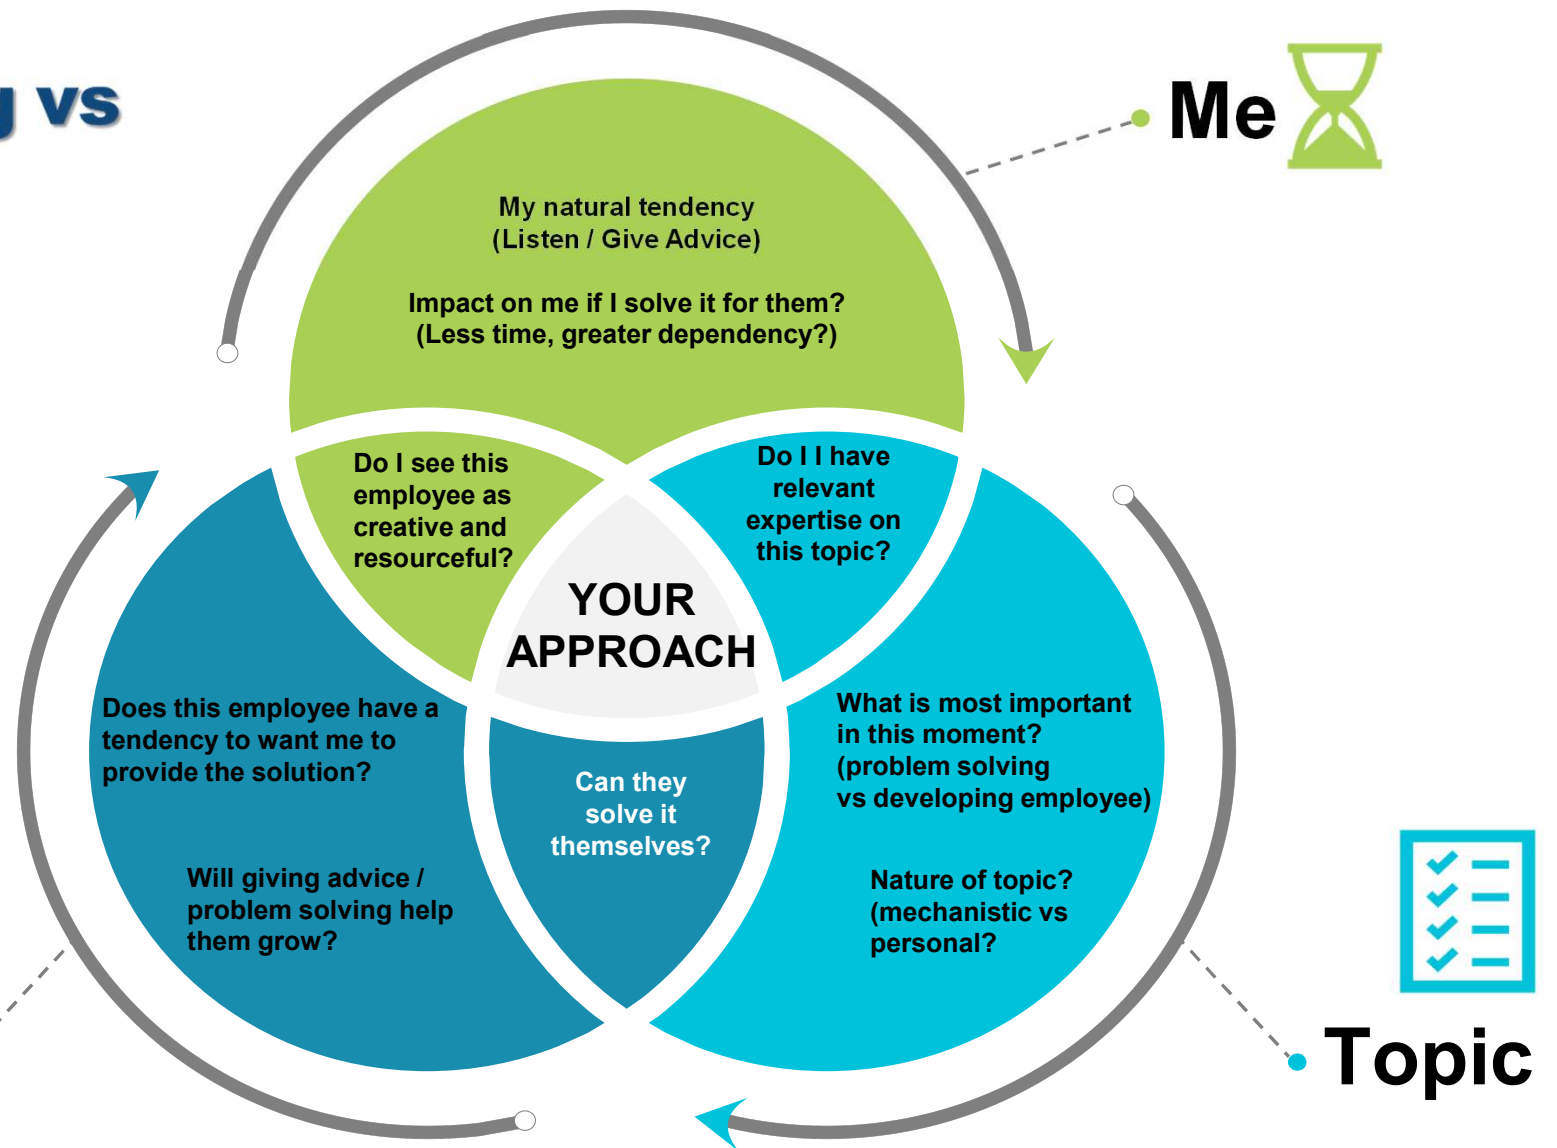 g vs
Me
My natural tendency
(Listen / Give Advice)
Impact on me if I solve it for them?
(Less time, greater dependency?)
Do I see this
employee as
creative and
resourceful?
Do I I have
relevant
expertise on
this topic?
YOUR
APPROACH
Does this employee have a
tendency to want me to
provide the solution?
Will giving advice /
problem solving help
them grow?
Can they
solve it
themselves?
What is most important
in this moment?
(problem solving
vs developing employee)
Nature of topic?
(mechanistic vs
personal?
Topic